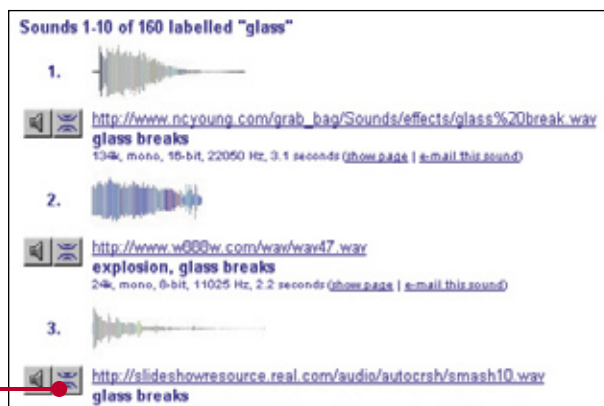 Sounds 1-10 of 160 labelled "glass"
1.
http://www.ncyoung.com/grab_bag/Sounds/effects/glass%20break.wav
glass breaks
134k, mono, 16-bit, 22050 Hz, 3.1 seconds (show page | e-mail this sound)
2.
http://www.w888w.com/wav/wav47.wav
explosion, glass breaks
24k, mono, 8-bit, 11025 Hz, 2.2 seconds (show page | e-mail this sound)
3.
http://slideshowresource.real.com/audio/autocrsh/smash10.wav
glass breaks